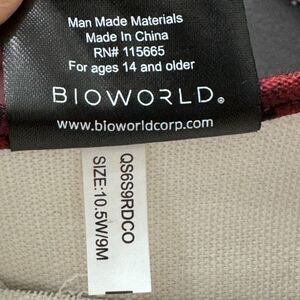 Man Made Materials
Made In China
RN# 115665
For ages 14 and older
BIOWORLD®
www.bioworldcorp.com
QS6S9RDCO
SIZE:10.5W/9M